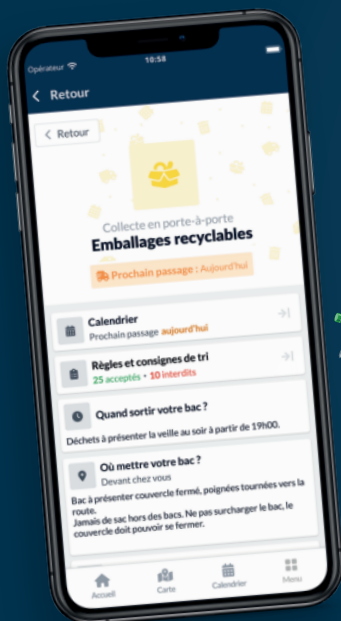 Opérateur
10:58
Retour
Retour
Collecte en porte-à-porte
Emballages recyclables
Prochain passage : Aujourd'hui
Calendrier
Prochain passage aujourd'hui
Règles et consignes de tri
25 acceptés • 10 interdits
Quand sortir votre bac ?
Déchets à présenter la veille au soir à partir de 19h00.
Où mettre votre bac ?
Devant chez vous
Bac à présenter couvercle fermé, poignées tournées vers la
route.
Jamais de sac hors des bacs. Ne pas surcharger le bac, le
couvercle doit pouvoir se fermer.
Accueil
Carte
Calendrier
Menu